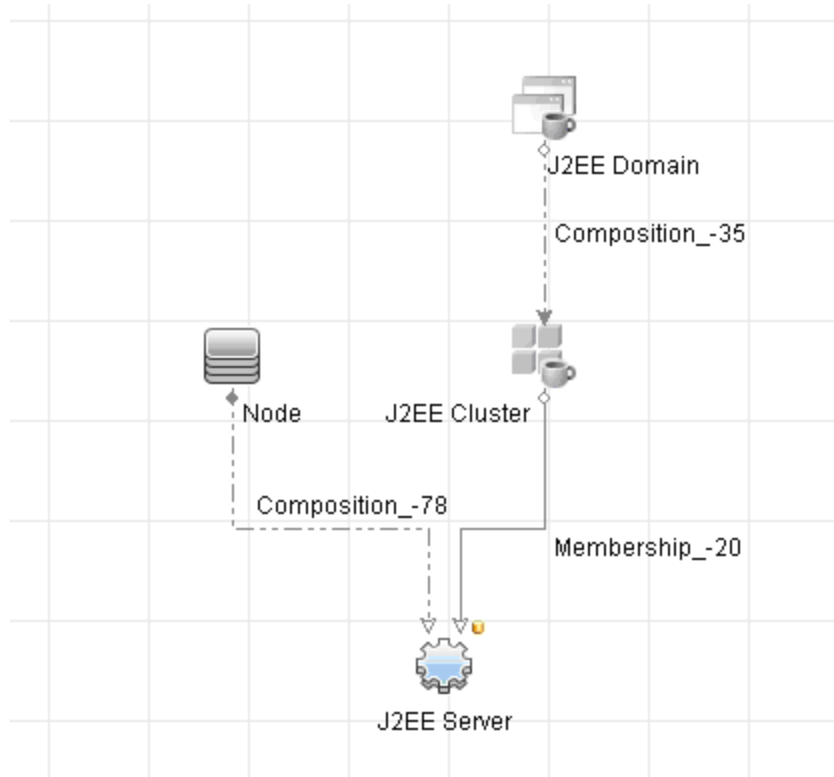 J2EE Domain
Composition_-35
Node
J2EE Cluster
Composition_-78
Membership_-20
J2EE Server